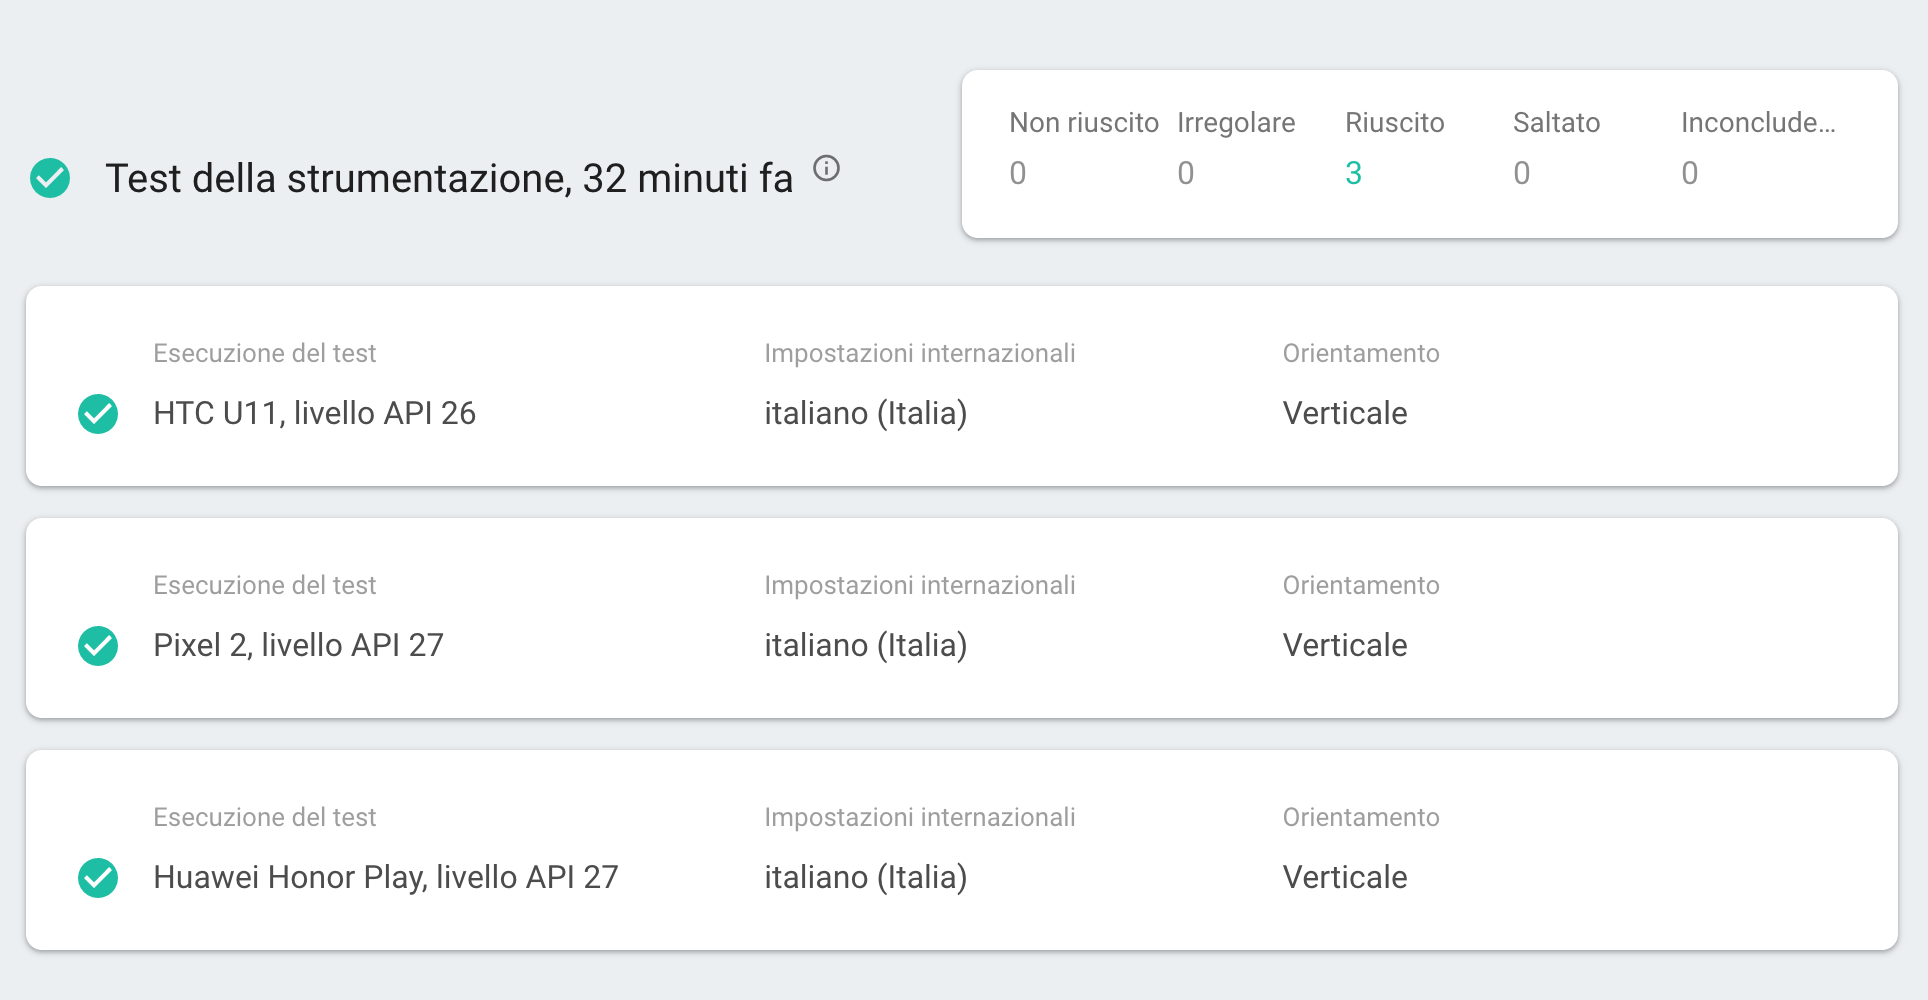 Test della strumentazione, 32 minuti fa
Non riuscito Irregolare Riuscito Saltato Inconclude...
0 0 3 0 0
Esecuzione del test Impostazioni internazionali Orientamento
HTC U11, livello API 26 italiano (Italia) Verticale
Esecuzione del test Impostazioni internazionali Orientamento
Pixel 2, livello API 27 italiano (Italia) Verticale
Esecuzione del test Impostazioni internazionali Orientamento
Huawei Honor Play, livello API 27 italiano (Italia) Verticale